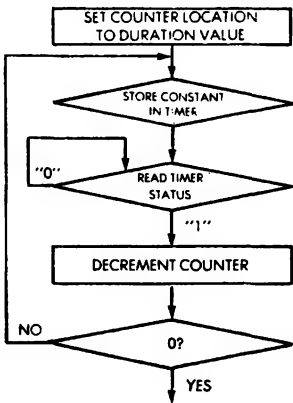 SET COUNTER LOCATION
TO DURATION VALUE
STORE CONSTANT
IN TIMER
"0"
READ TIMER
STATUS
"1"
DECREMENT COUNTER
NO
0?
YES